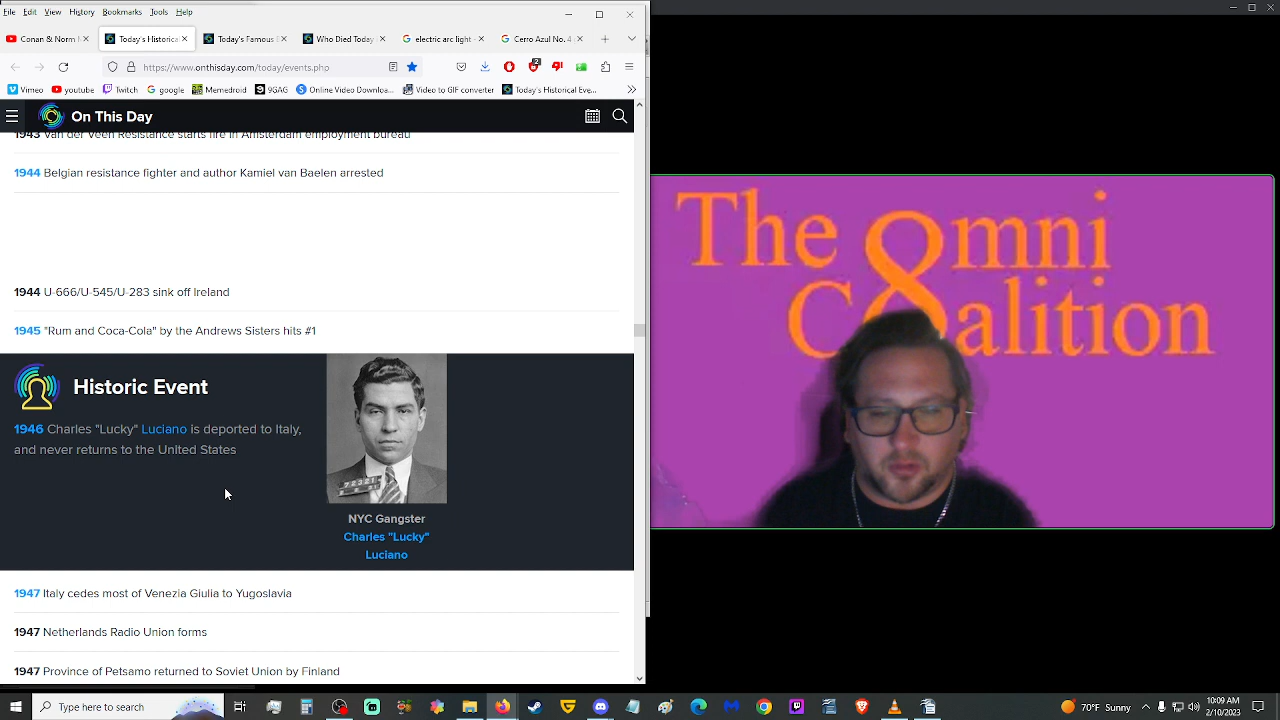 File Edit View History Bookmarks Tools Help
Conan & Norm M
Today's Historical
Today's Famous B
Who Died Today
electric arc light -
Cerro Azul No. 4
https://www.onthisday.com/today/events.php
2
Vimeo youtube Twitch google Memedroid 9GAG Online Video Downloa... Video to GIF converter Today's Historical Eve...
On This Day
1943 Van der Veen Resistance starts fire in Amsterdam employment bureau
1944 Belgian resistance fighter and author Kamiel van Baelen arrested
1944 U-666/U-545/U-283 sink off Ireland
1945 "Rum and Coca-Cola" by the Andrews Sisters hits #1
Historic Event
1946 Charles "Lucky" Luciano is deported to Italy,
and never returns to the United States
NYC Gangster
Charles "Lucky"
Luciano
1947 Italy cedes most of Venezia Giulia to Yugoslavia
1947 Netherlands Radio Union forms
1947 Province of Petsamo returned to Soviet Union by Finland
The Omni
Coalition
Type here to search
70°F Sunny
10:09 AM
2/10/2023